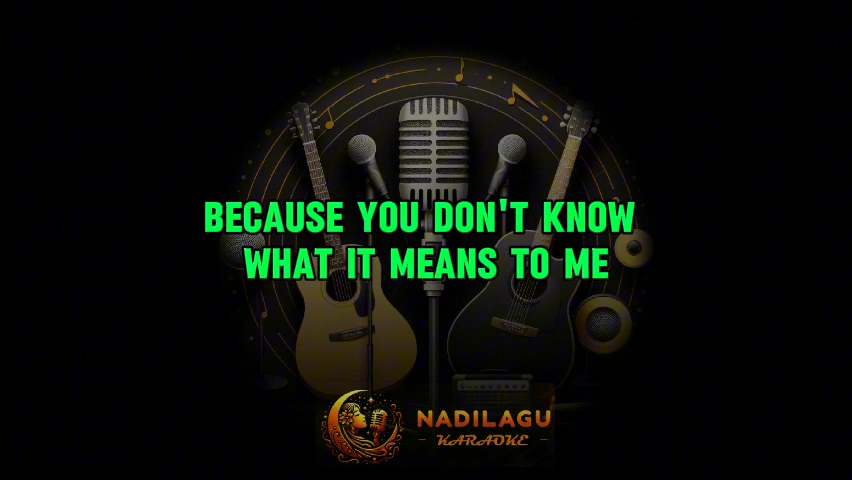 BECAUSE YOU DON'T KNOW
WHAT IT MEANS TO ME
NADILAGU
- KARAOKE -